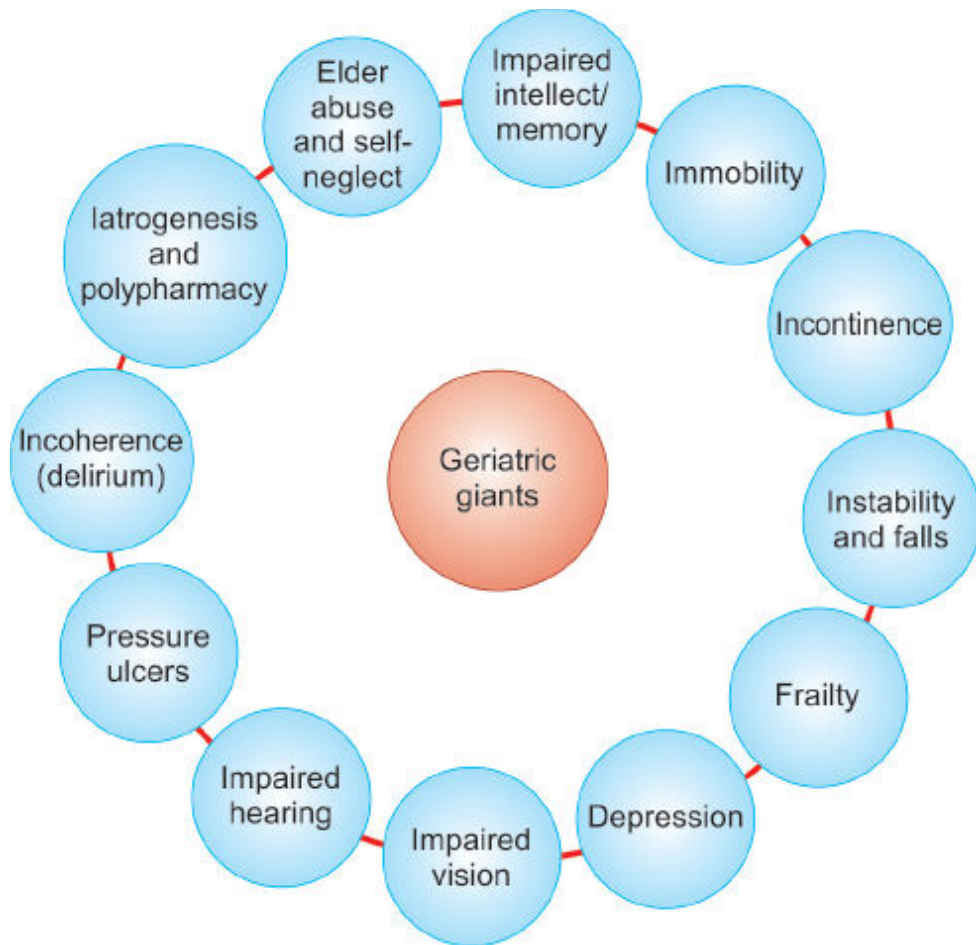 Elder
abuse
and self-
neglect
Impaired
intellect/
memory
Immobility
Incontinence
Instability
and falls
Frailty
Depression
Impaired
vision
Impaired
hearing
Pressure
ulcers
Incoherence
(delirium)
Iatrogenesis
and
polypharmacy
Geriatric
giants